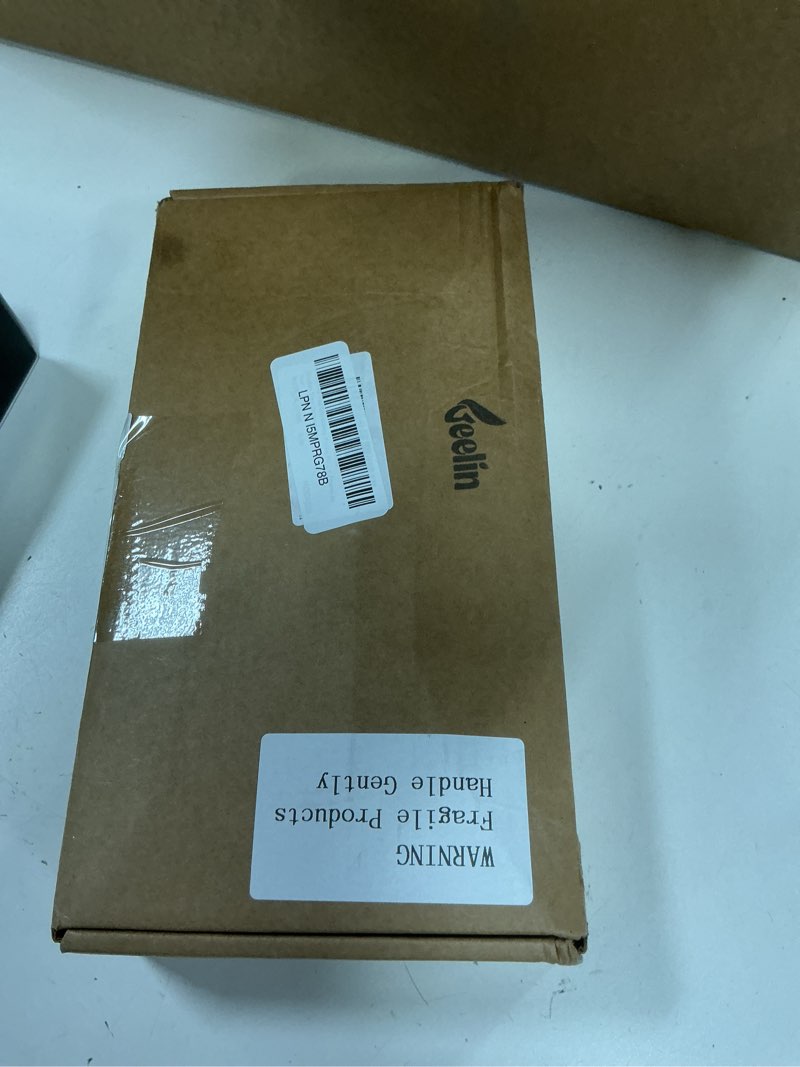 Geelin
LPN N I5MPRG78B
WARNING
Fragile Products
Handle Gently